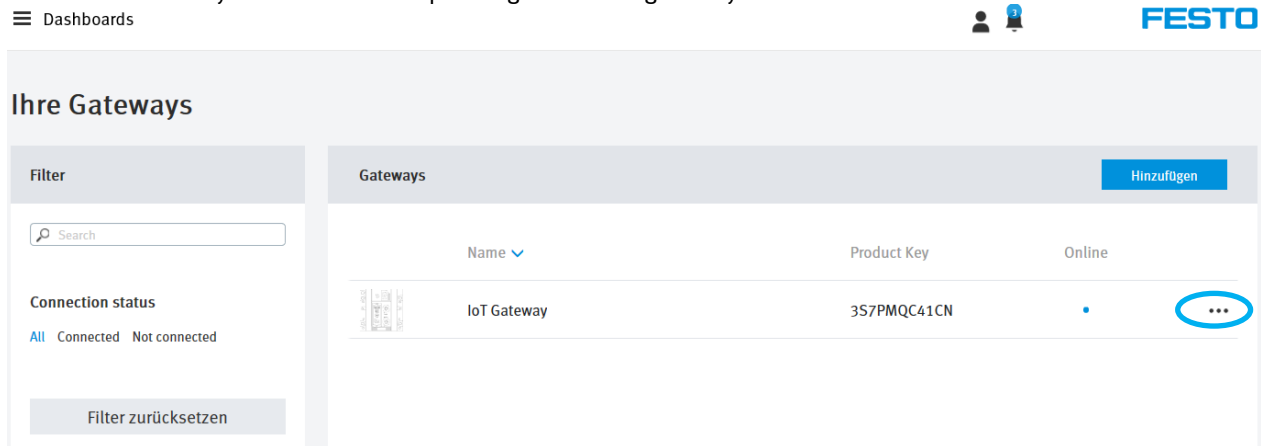 Dashboards
3
FESTO
Ihre Gateways
Filter
Search
Connection status
All Connected Not connected
Filter zurücksetzen
Gateways
Hinzufügen
Name Product Key Online
IoT Gateway 3S7PMQC41CN